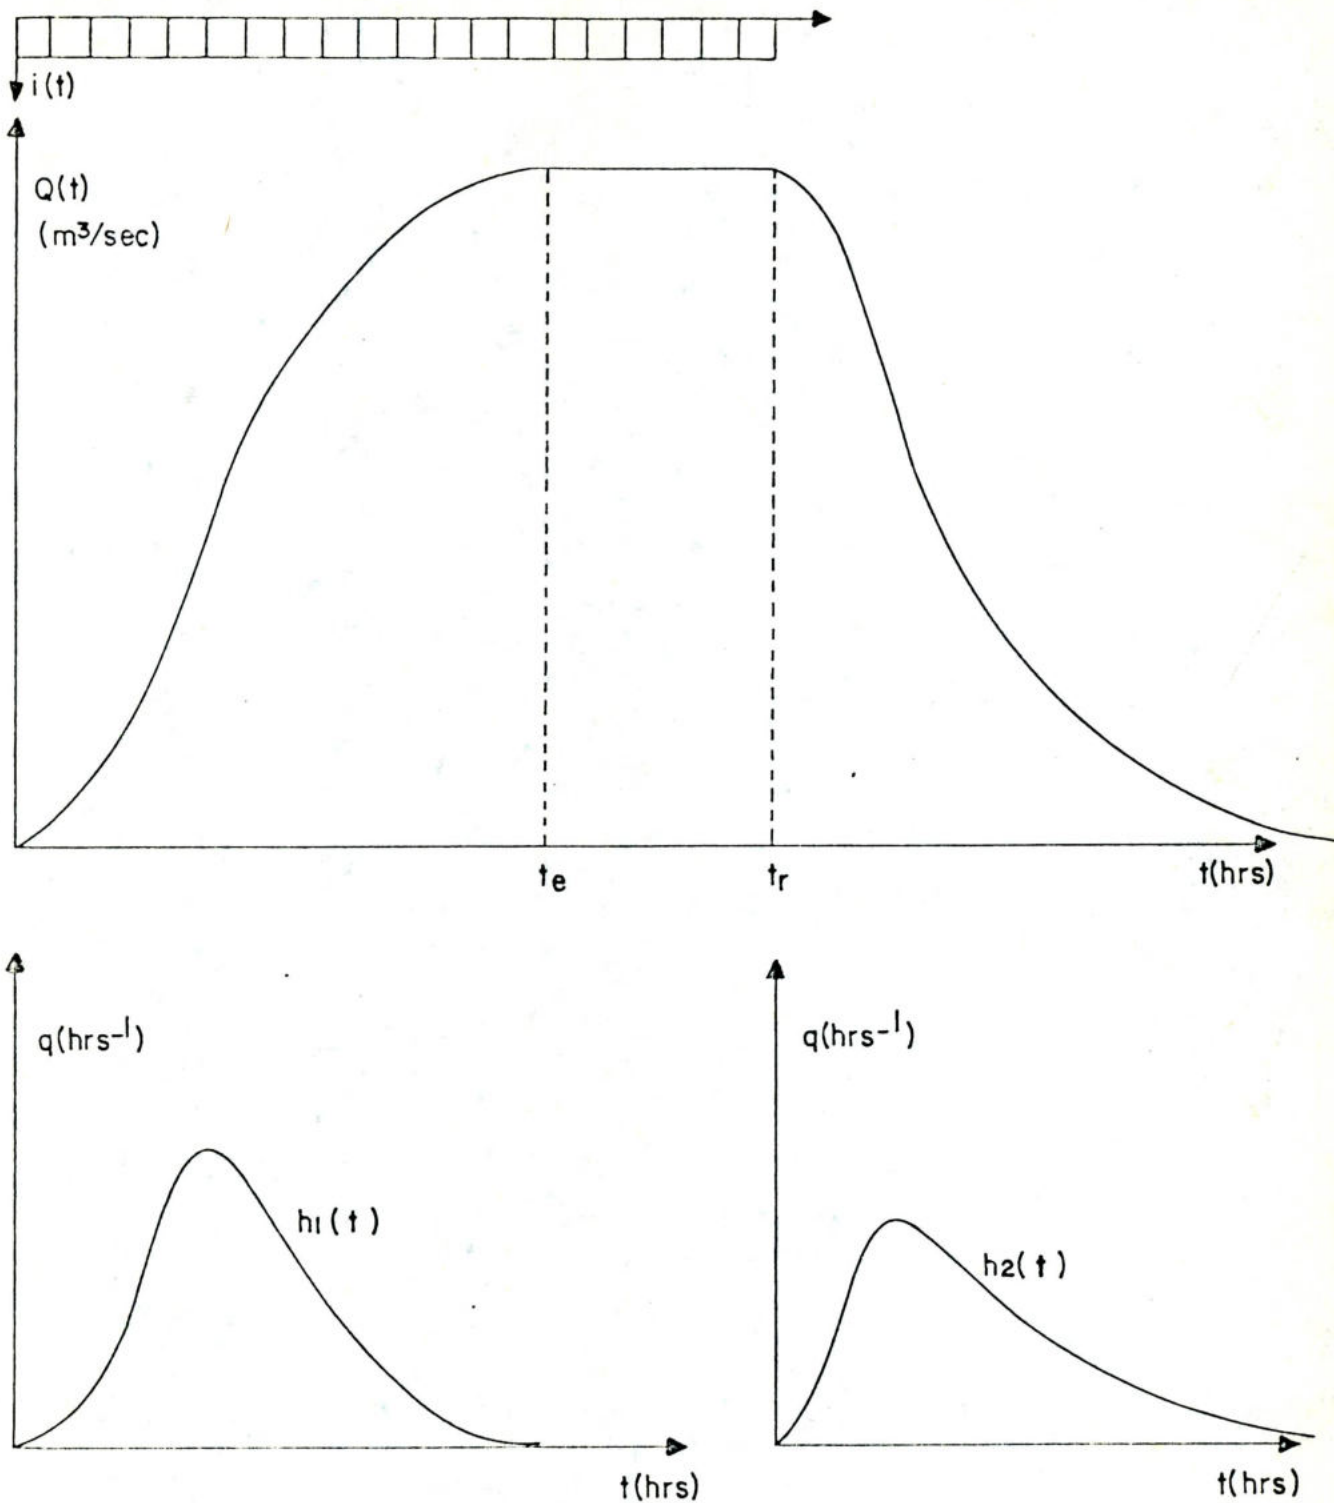 i(t)
Q(t)
(m³/sec)
te
tr
t(hrs)
q(hrs⁻¹)
h1(t)
t(hrs)
q(hrs⁻¹)
h2(t)
t(hrs)